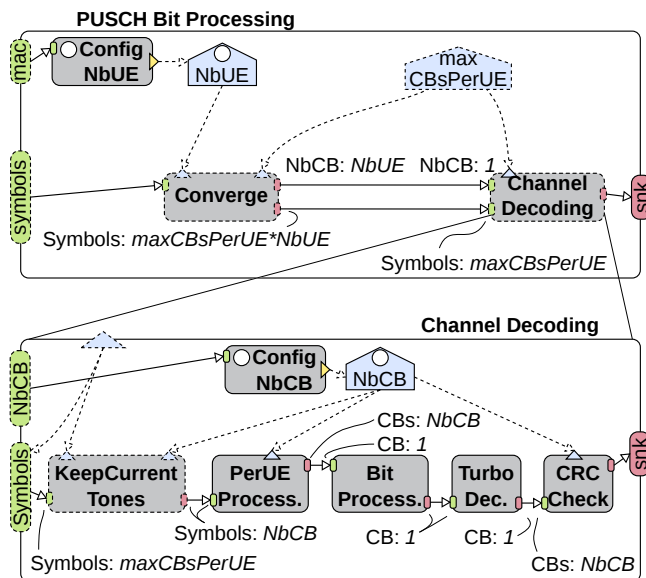 PUSCH Bit Processing
mac
Config
NbUE
NbUE
max
CBsPerUE
symbols
NbCB: NbUE
NbCB: 1
Converge
Channel
Decoding
snk
Symbols: maxCBsPerUE*NbUE
Symbols: maxCBsPerUE
Channel Decoding
NbCB
Config
NbCB
NbCB
CBs: NbCB
CB: 1
Symbols
KeepCurrent
Tones
PerUE
Process.
Bit
Process.
Turbo
Dec.
CRC
Check
snk
Symbols: NbCB
CB: 1
CB: 1
Symbols: maxCBsPerUE
CBs: NbCB